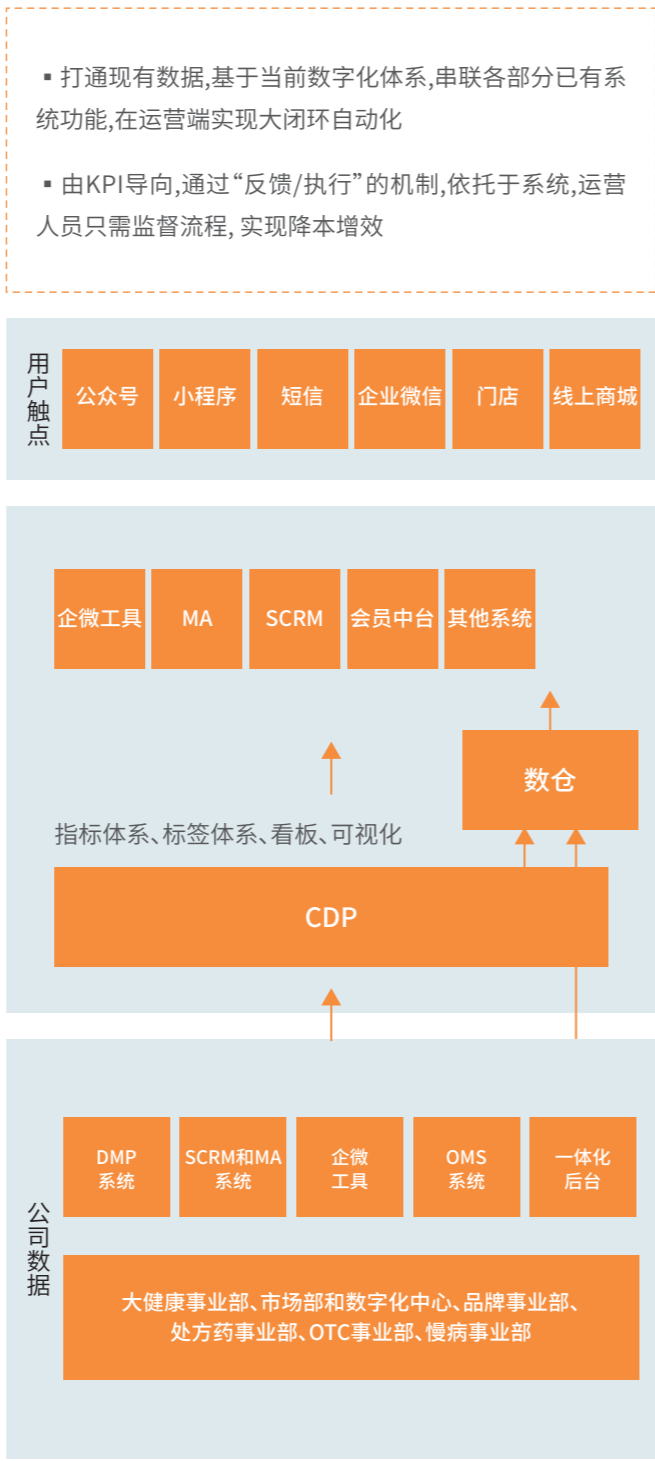 ▪ 打通现有数据,基于当前数字化体系,串联各部分已有系
统功能,在运营端实现大闭环自动化
▪ 由KPI导向,通过“反馈/执行”的机制,依托于系统,运营
人员只需监督流程, 实现降本增效
用户触点
公众号
小程序
短信
企业微信
门店
线上商城
企微工具
MA
SCRM
会员中台
其他系统
数仓
指标体系、标签体系、看板、可视化
CDP
公司数据
DMP
系统
SCRM和MA
系统
企微
工具
OMS
系统
一体化
后台
大健康事业部、市场部和数字化中心、品牌事业部、
处方药事业部、OTC事业部、慢病事业部